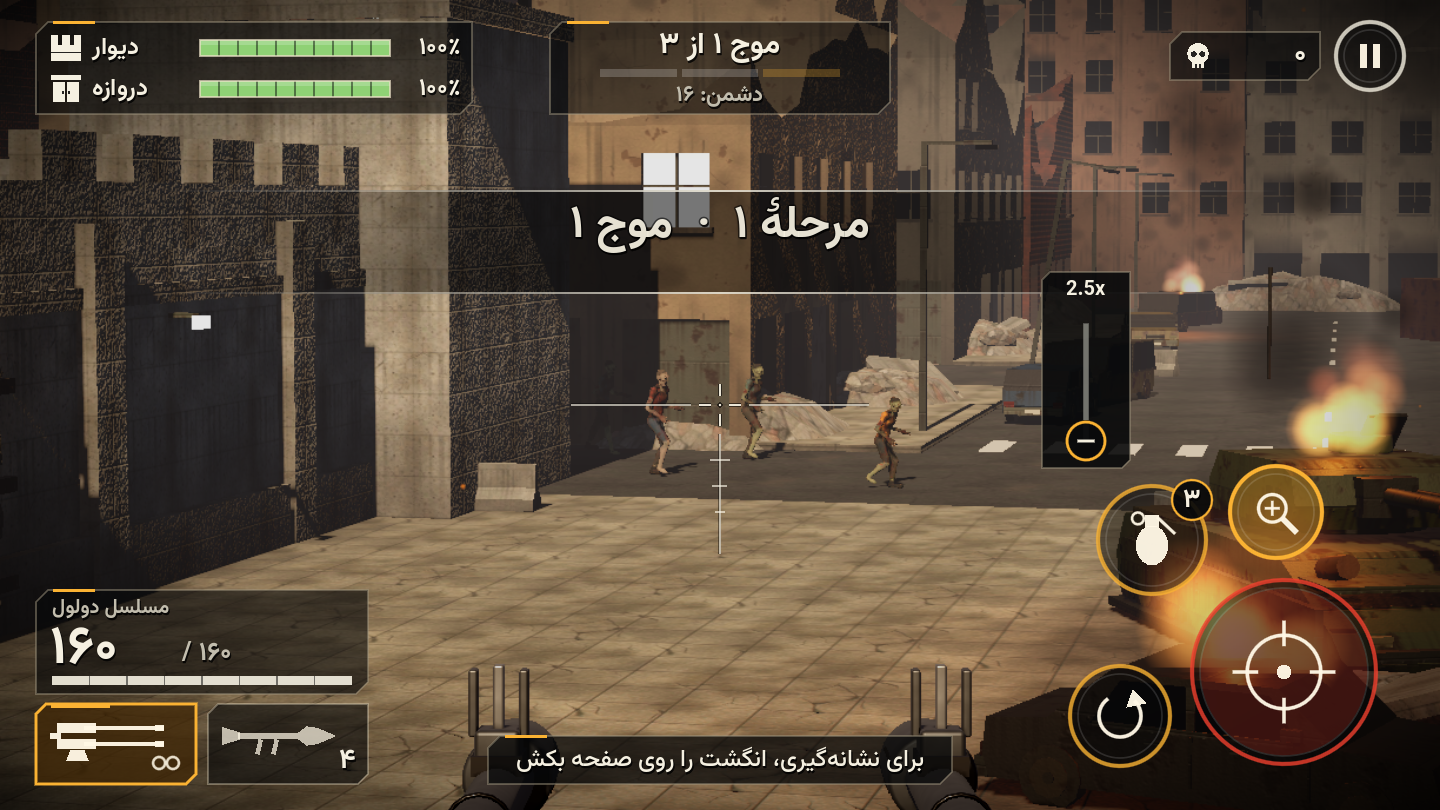 دیوار ۱۰۰٪
دروازه ۱۰۰٪
موج ۱ از ۳
دشمن: ۱۶
۰
مرحلهٔ ۱ · موج ۱
2.5x
۳
مسلسل دولول
۱۶۰ / ۱۶۰
∞
۴
برای نشانه‌گیری، انگشت را روی صفحه بکش